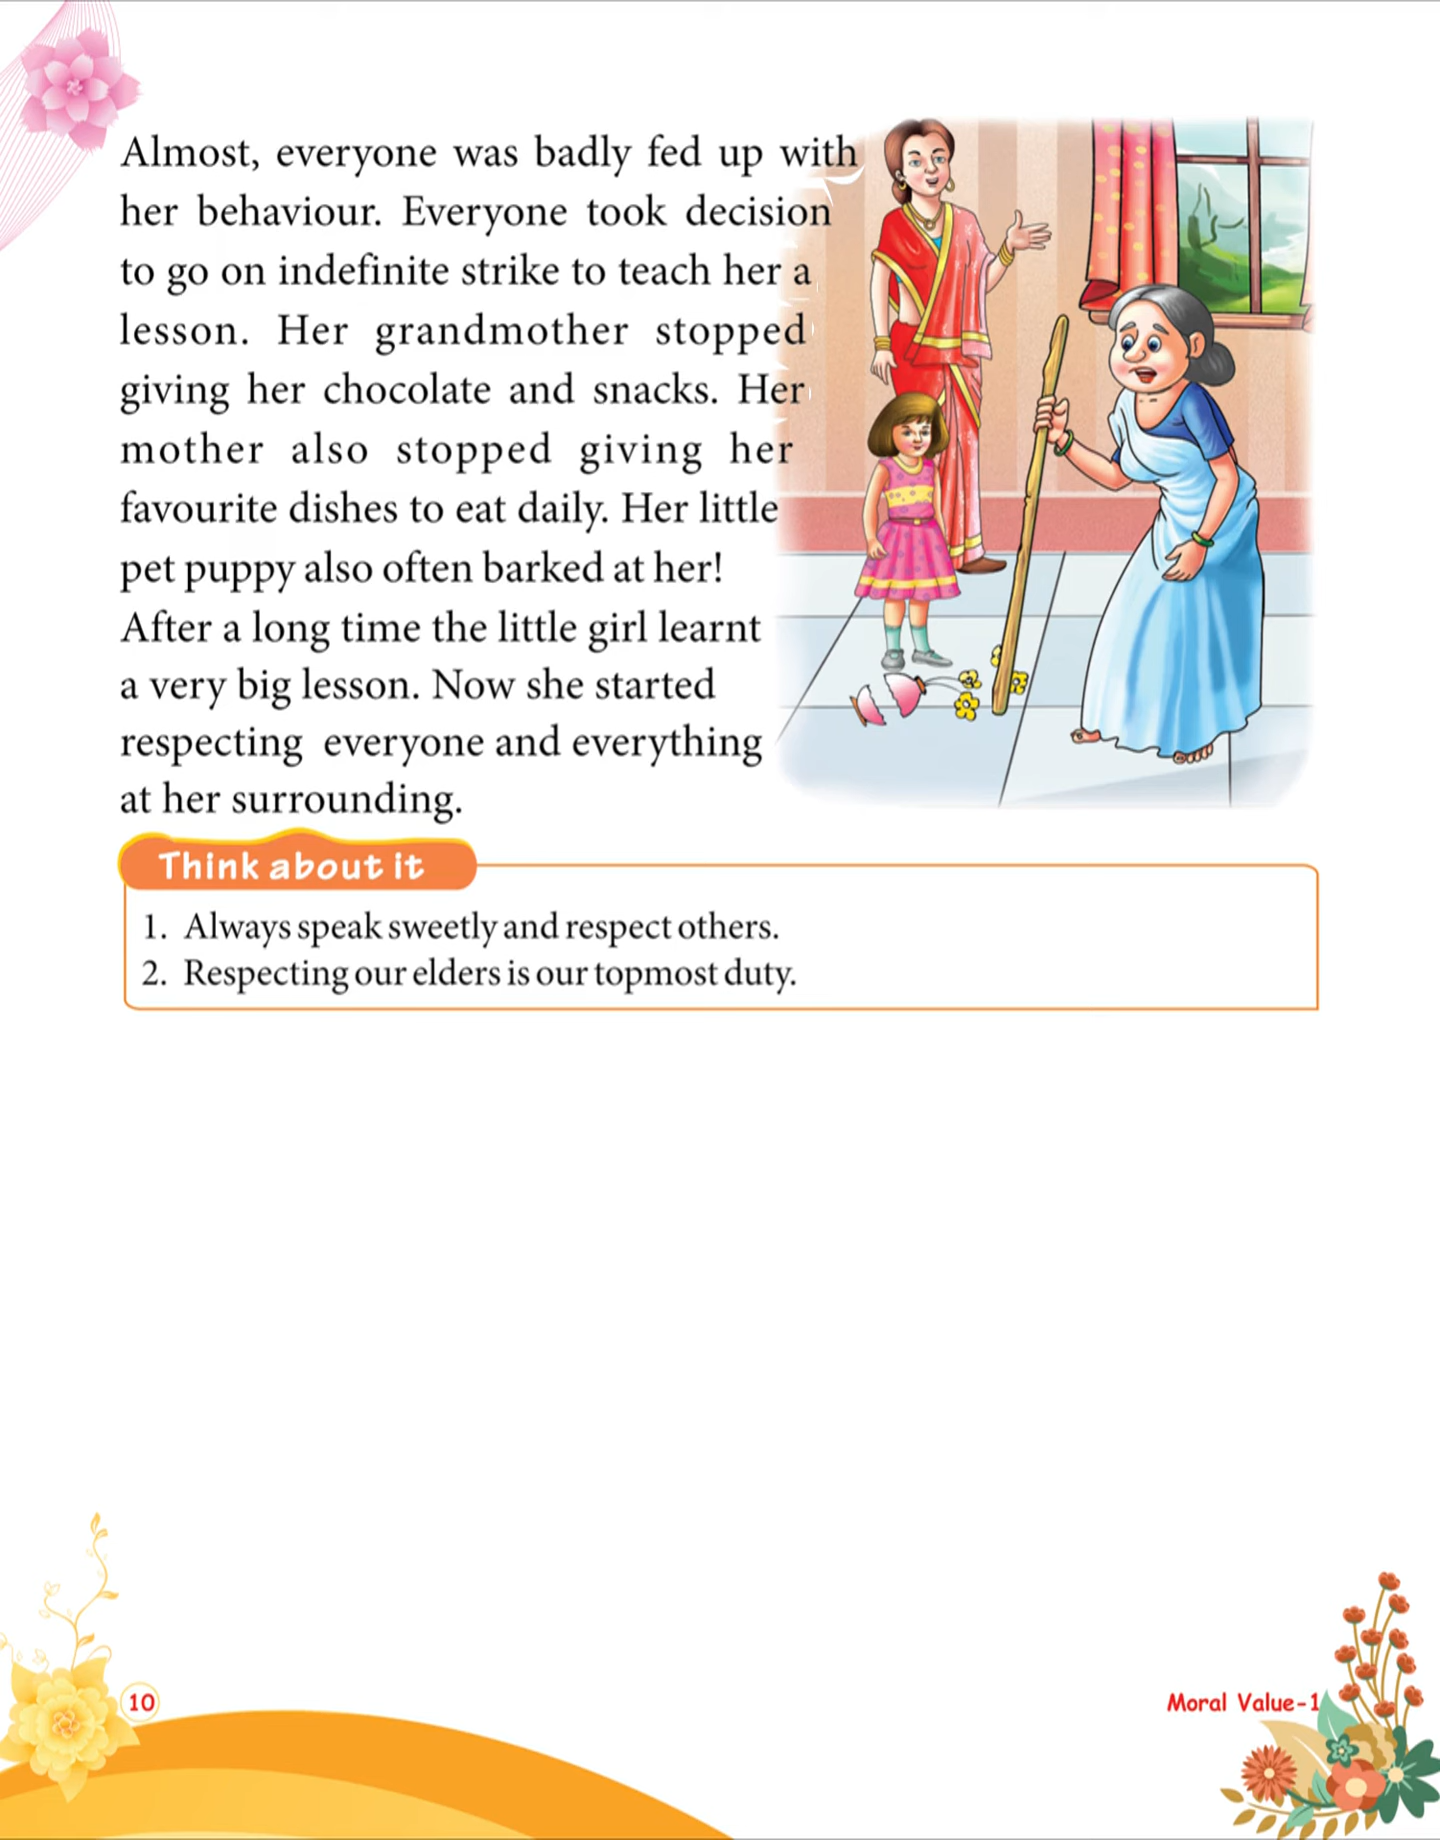 Almost, everyone was badly fed up with
her behaviour. Everyone took decision
to go on indefinite strike to teach her a
lesson. Her grandmother stopped
giving her chocolate and snacks. Her
mother also stopped giving her
favourite dishes to eat daily. Her little
pet puppy also often barked at her!
After a long time the little girl learnt
a very big lesson. Now she started
respecting everyone and everything
at her surrounding.
Think about it
1. Always speak sweetly and respect others.
2. Respecting our elders is our topmost duty.
10
Moral Value-1